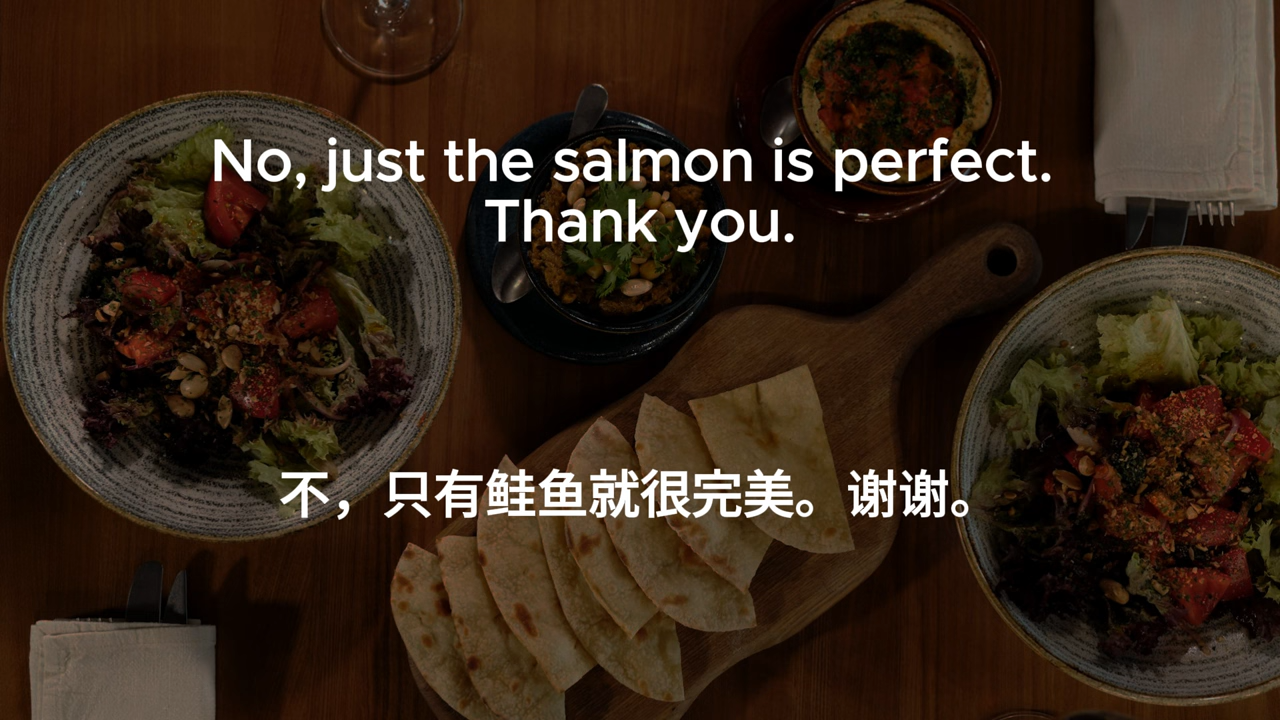 No, just the salmon is perfect.
Thank you.
不，只有鲑鱼就很完美。谢谢。